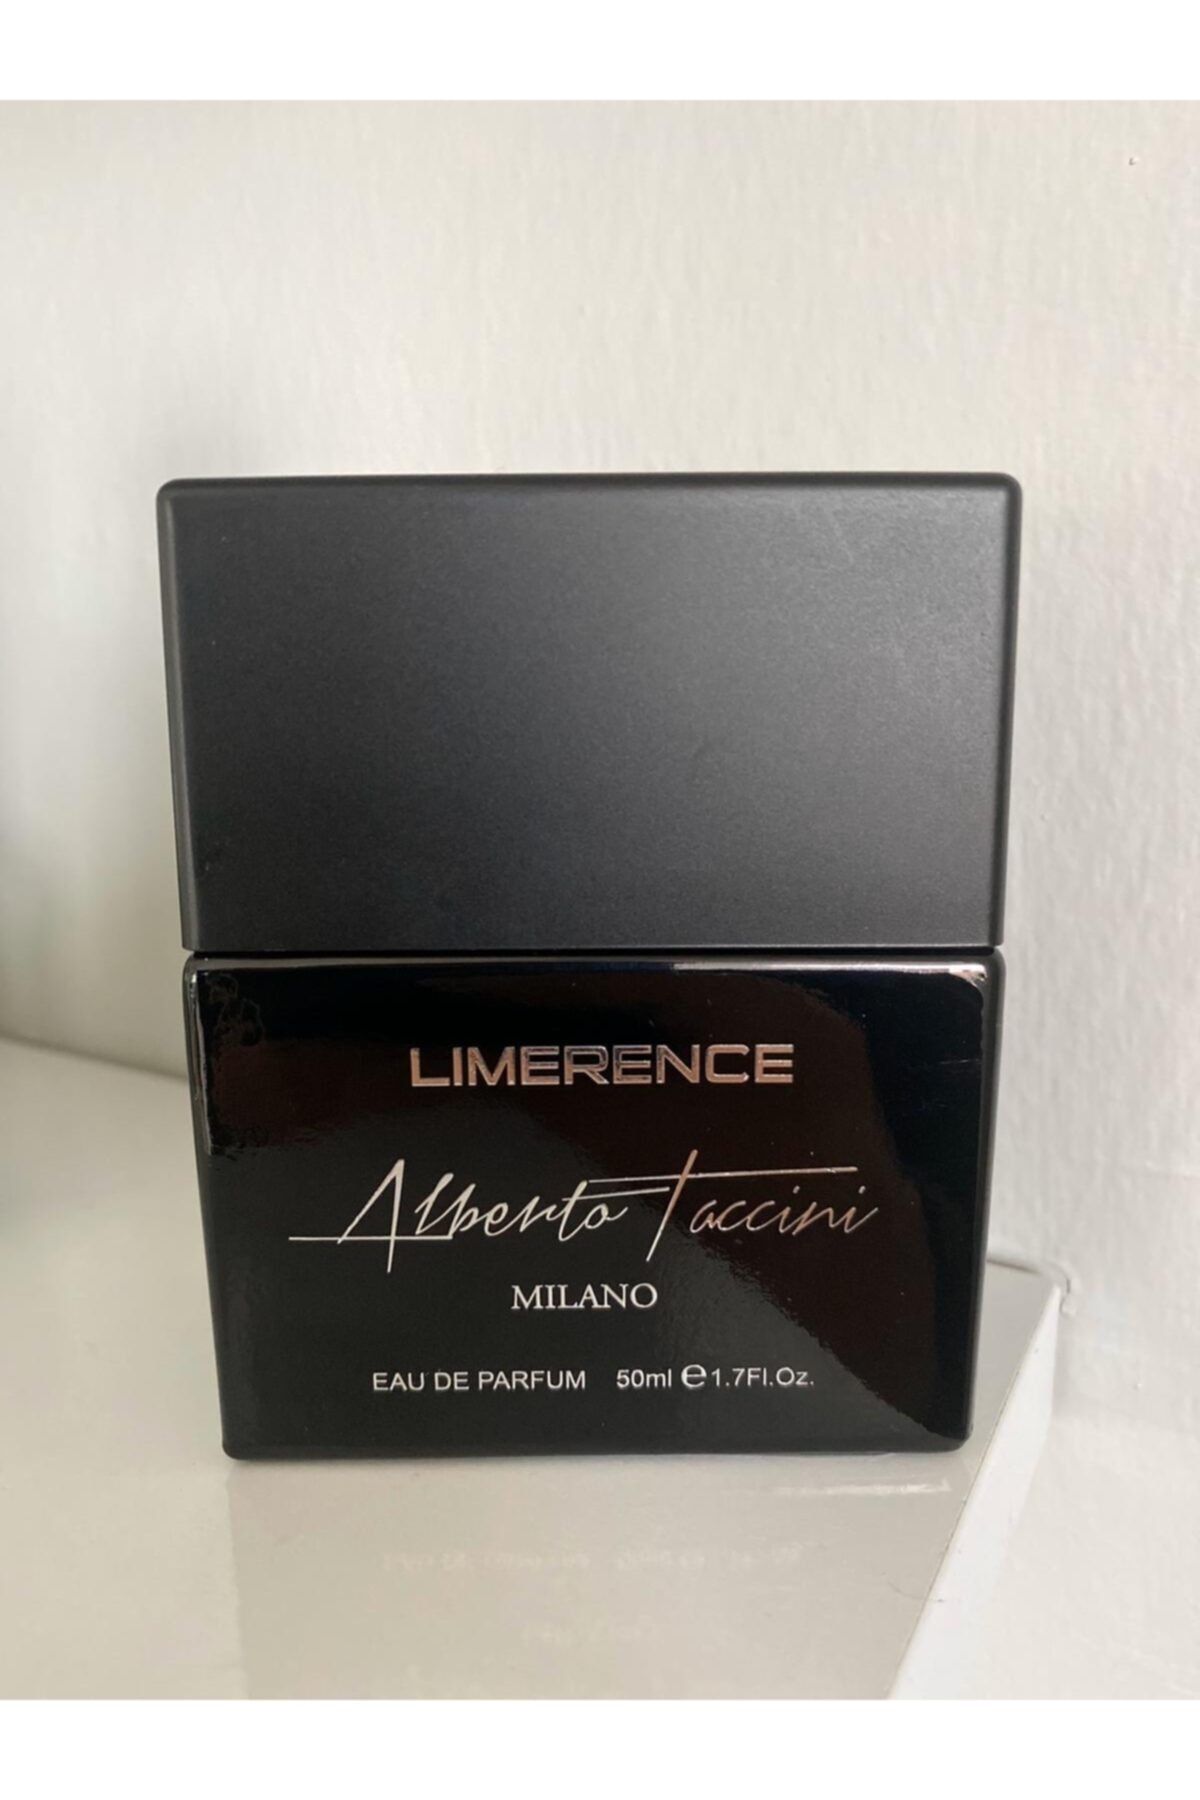 LIMERENCE
Alberto Taccini
MILANO
EAU DE PARFUM 50ml ℮ 1.7Fl.Oz.